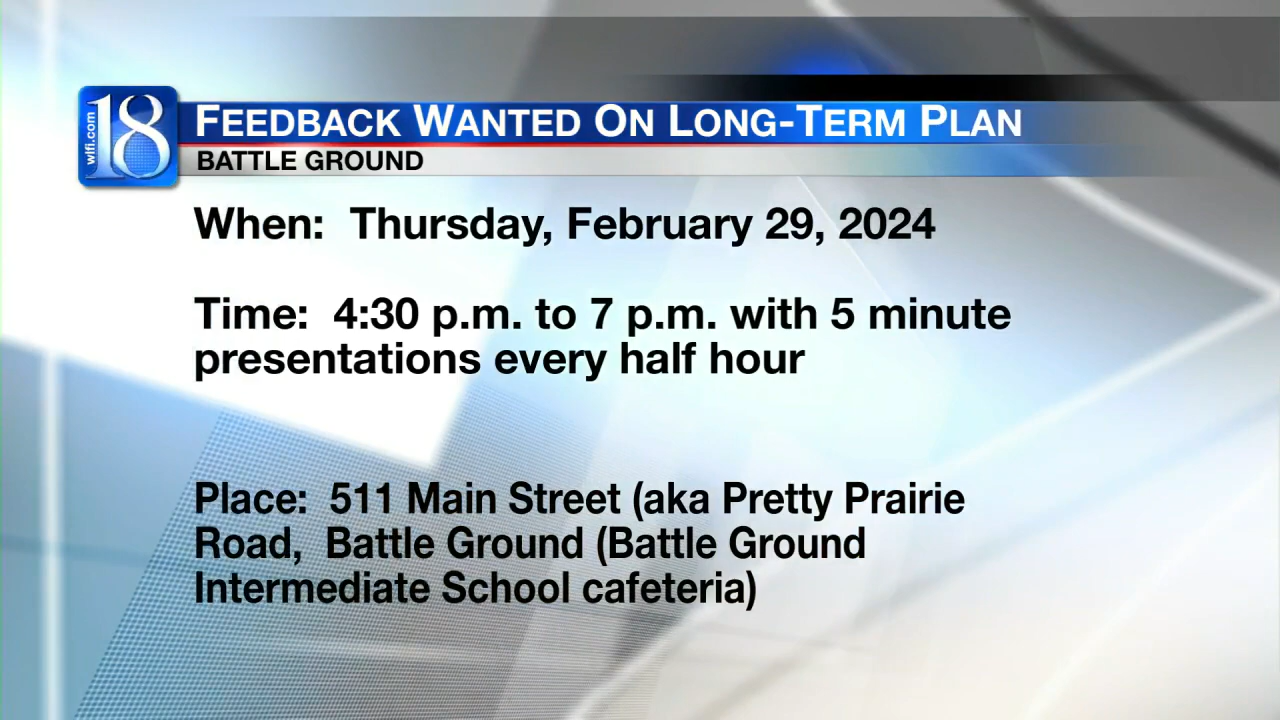 wlfi.com
18
FEEDBACK WANTED ON LONG-TERM PLAN
BATTLE GROUND
When: Thursday, February 29, 2024
Time: 4:30 p.m. to 7 p.m. with 5 minute
presentations every half hour
Place: 511 Main Street (aka Pretty Prairie
Road, Battle Ground (Battle Ground
Intermediate School cafeteria)